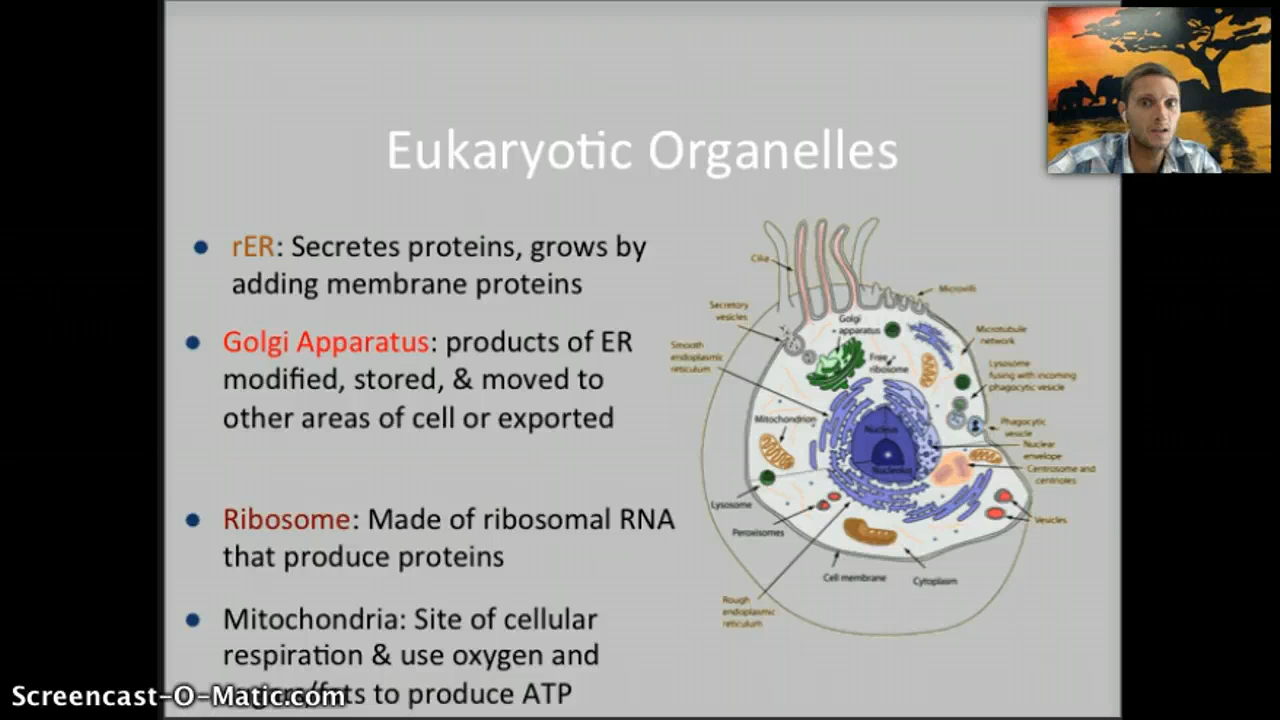 Eukaryotic Organelles
• rER: Secretes proteins, grows by
adding membrane proteins
• Golgi Apparatus: products of ER
modified, stored, & moved to
other areas of cell or exported
• Ribosome: Made of ribosomal RNA
that produce proteins
• Mitochondria: Site of cellular
respiration & use oxygen and
to produce ATP
Cilia
Microvilli
Secretory
vesicles
Golgi
apparatus
Microtubule
network
Smooth
endoplasmic
reticulum
Free
ribosome
Lysosome
fusing with incoming
phagocytic vesicle
Mitochondrion
Nucleus
Phagocytic
vesicle
Nuclear
envelope
Nucleolus
Centrosome and
centrioles
Lysosome
Vesicles
Peroxisomes
Cell membrane
Cytoplasm
Rough
endoplasmic
reticulum
Screencast-O-Matic.com